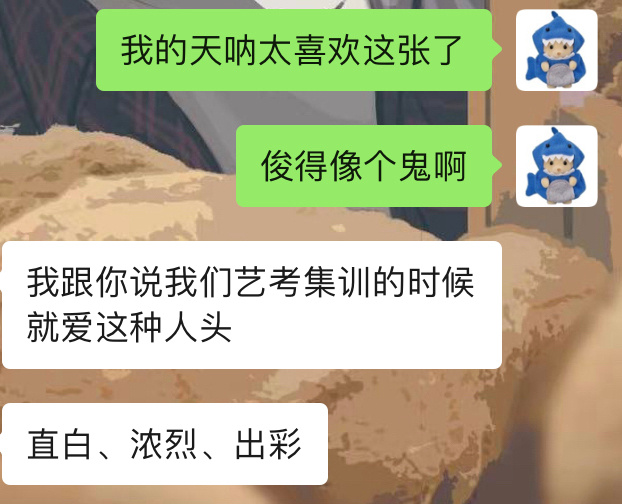 我的天呐太喜欢这张了
俊得像个鬼啊
我跟你说我们艺考集训的时候
就爱这种人头
直白、浓烈、出彩